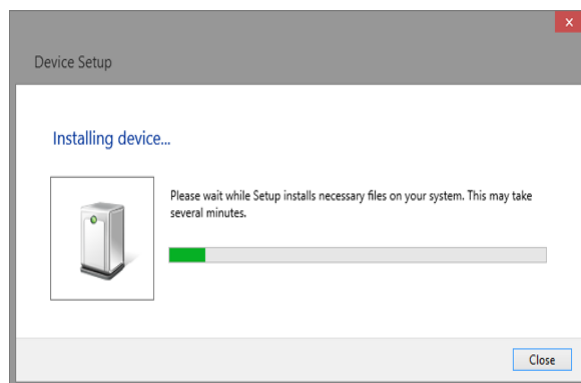 Device Setup
Installing device...
Please wait while Setup installs necessary files on your system. This may take
several minutes.
Close